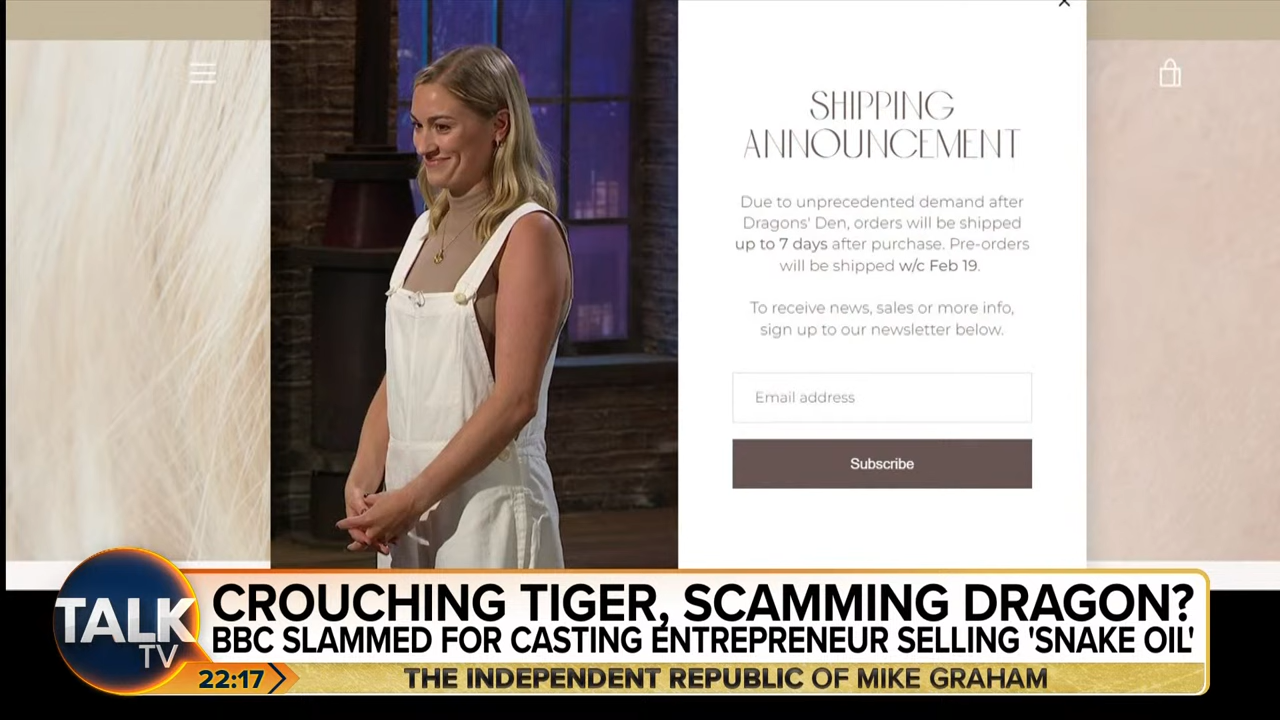 SHIPPING
ANNOUNCEMENT
Due to unprecedented demand after
Dragons' Den, orders will be shipped
up to 7 days after purchase. Pre-orders
will be shipped w/c Feb 19.
To receive news, sales or more info,
sign up to our newsletter below.
Email address
Subscribe
TALK
TV
CROUCHING TIGER, SCAMMING DRAGON?
BBC SLAMMED FOR CASTING ENTREPRENEUR SELLING 'SNAKE OIL'
22:17
THE INDEPENDENT REPUBLIC OF MIKE GRAHAM